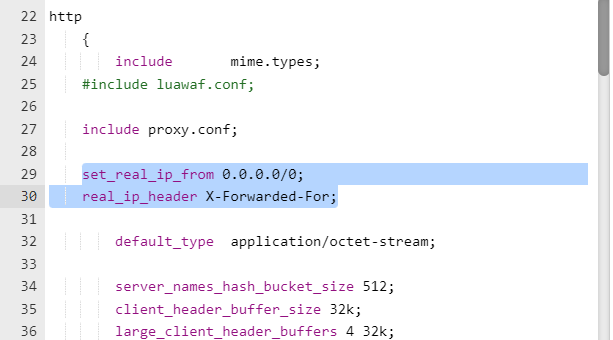 22 http
23 {
24 include mime.types;
25 #include luawaf.conf;
26
27 include proxy.conf;
28
29 set_real_ip_from 0.0.0.0/0;
30 real_ip_header X-Forwarded-For;
31
32 default_type application/octet-stream;
33
34 server_names_hash_bucket_size 512;
35 client_header_buffer_size 32k;
36 large_client_header_buffers 4 32k;